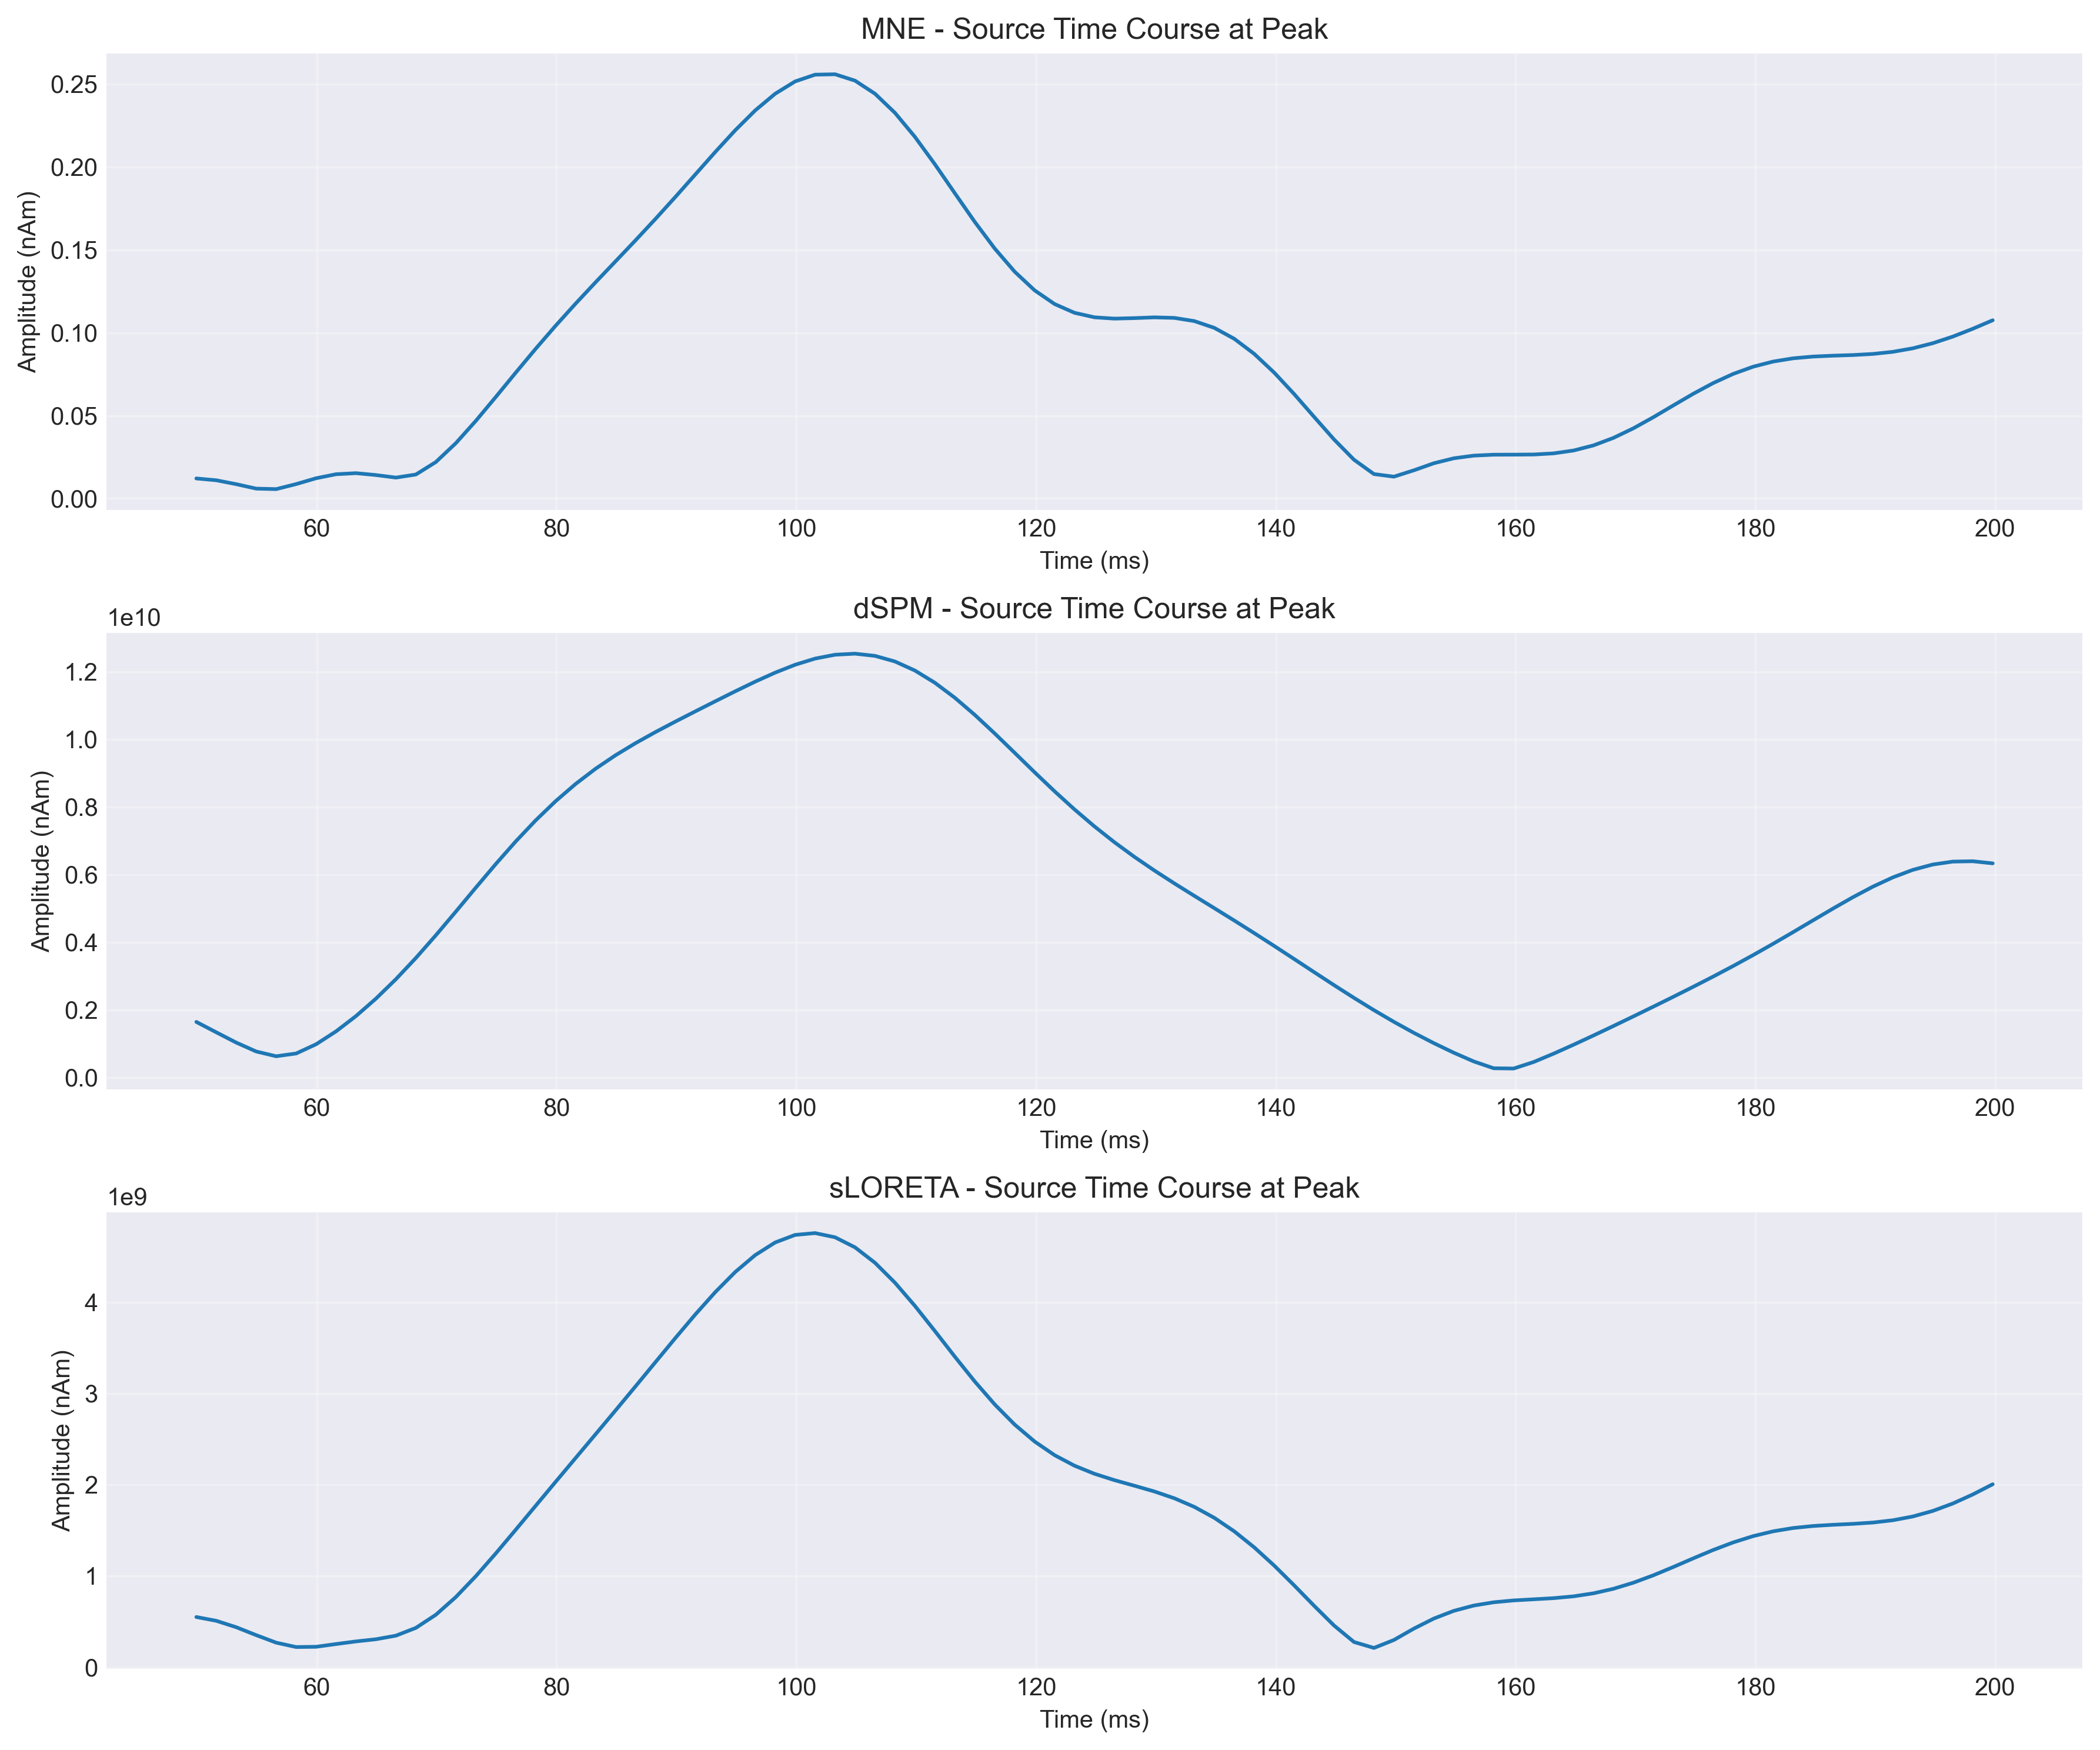 MNE - Source Time Course at Peak
Amplitude (nAm)
0.25
0.20
0.15
0.10
0.05
0.00
60 80 100 120 140 160 180 200
Time (ms)
dSPM - Source Time Course at Peak
1e10
Amplitude (nAm)
1.2
1.0
0.8
0.6
0.4
0.2
0.0
60 80 100 120 140 160 180 200
Time (ms)
sLORETA - Source Time Course at Peak
1e9
Amplitude (nAm)
4
3
2
1
0
60 80 100 120 140 160 180 200
Time (ms)